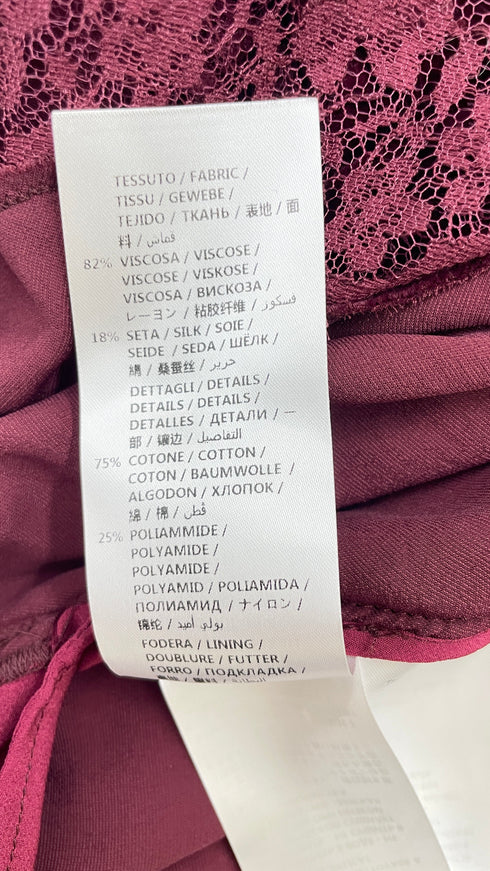 TESSUTO / FABRIC /
TISSU / GEWEBE /
TEJIDO / ТКАНЬ / 表地 / 面
料 / قماش /
82% VISCOSA / VISCOSE /
VISCOSE / VISKOSE /
VISCOSA / ВИСКОЗА /
レーヨン / 粘胶纤维 / فسكوز /
18% SETA / SILK / SOIE /
SEIDE / SEDA / ШЁЛК /
絹 / 桑蚕丝 / حرير /
DETTAGLI / DETAILS /
DETAILS / DETAILS /
DETALLES / ДЕТАЛИ / 一
部 / 镶边 / التفاصيل /
75% COTONE / COTTON /
COTON / BAUMWOLLE /
ALGODON / ХЛОПОК /
綿 / 棉 / قطن /
25% POLIAMMIDE /
POLYAMIDE /
POLYAMIDE /
POLYAMID / POLIAMIDA /
ПОЛИАМИД / ナイロン /
锦纶 / بولي أميد /
FODERA / LINING /
DOUBLURE / FUTTER /
FORRO / ПОДКЛАДКА /